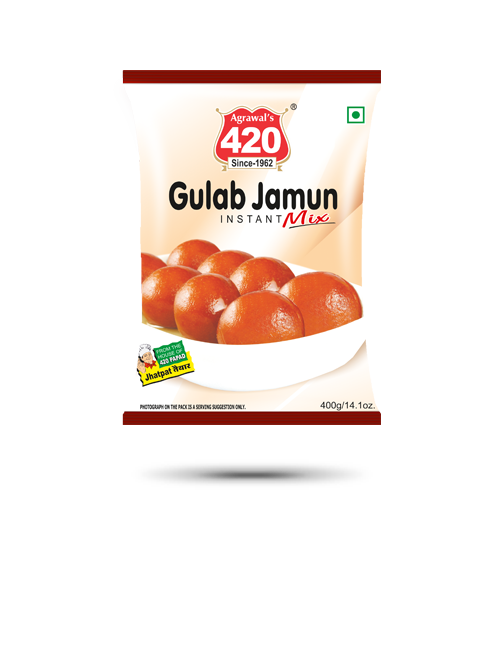 Agrawal's
®
420
Since-1962
Gulab Jamun
INSTANT Mix
FROM THE
HOUSE OF
420 PAPAD
Jhatpat तैयार
PHOTOGRAPH ON THE PACK IS A SERVING SUGGESTION ONLY.
400g/14.1oz.